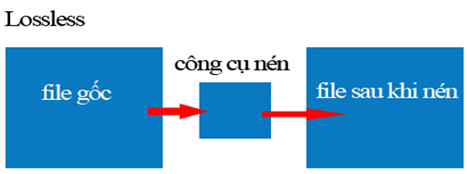 Lossless
file gốc
công cụ nén
file sau khi nén